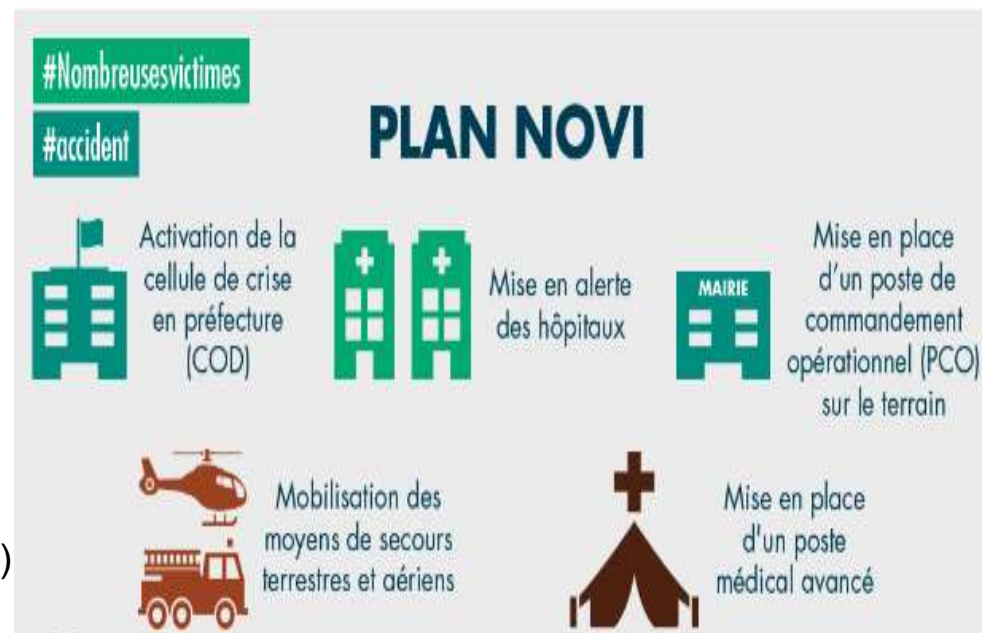 #Nombreusesvictimes
#accident
PLAN NOVI
Activation de la
cellule de crise
en préfecture
(COD)
Mise en alerte
des hôpitaux
MAIRIE
Mise en place
d'un poste de
commandement
opérationnel (PCO)
sur le terrain
)
Mobilisation des
moyens de secours
terrestres et aériens
Mise en place
d'un poste
médical avancé